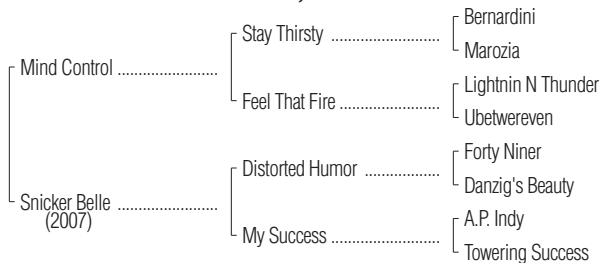 Bernardini
Stay Thirsty ......................
Marozia
Mind Control .....................
Lightnin N Thunder
Feel That Fire ....................
Ubetwereven
Forty Niner
Distorted Humor ...............
Danzig's Beauty
Snicker Belle .....................
(2007)
A.P. Indy
My Success ......................
Towering Success